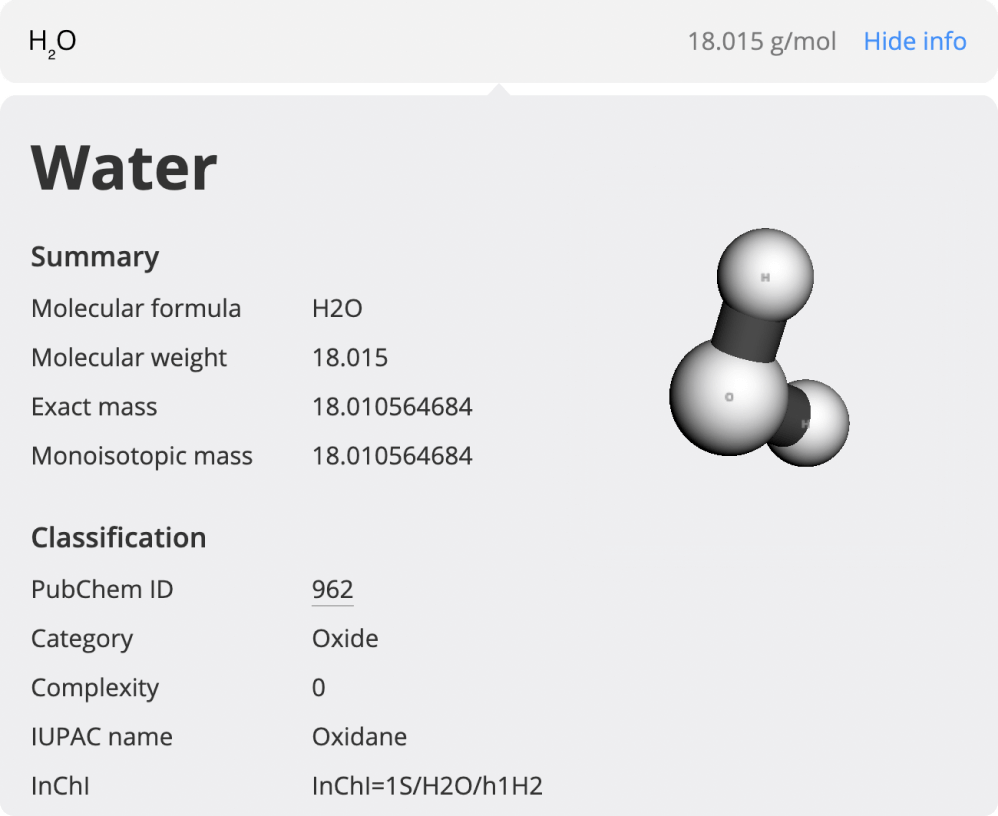 H₂O 18.015 g/mol Hide info
Water
Summary
Molecular formula H2O
Molecular weight 18.015
Exact mass 18.010564684
Monoisotopic mass 18.010564684
Classification
PubChem ID 962
Category Oxide
Complexity 0
IUPAC name Oxidane
InChI InChI=1S/H2O/h1H2
H
O
H